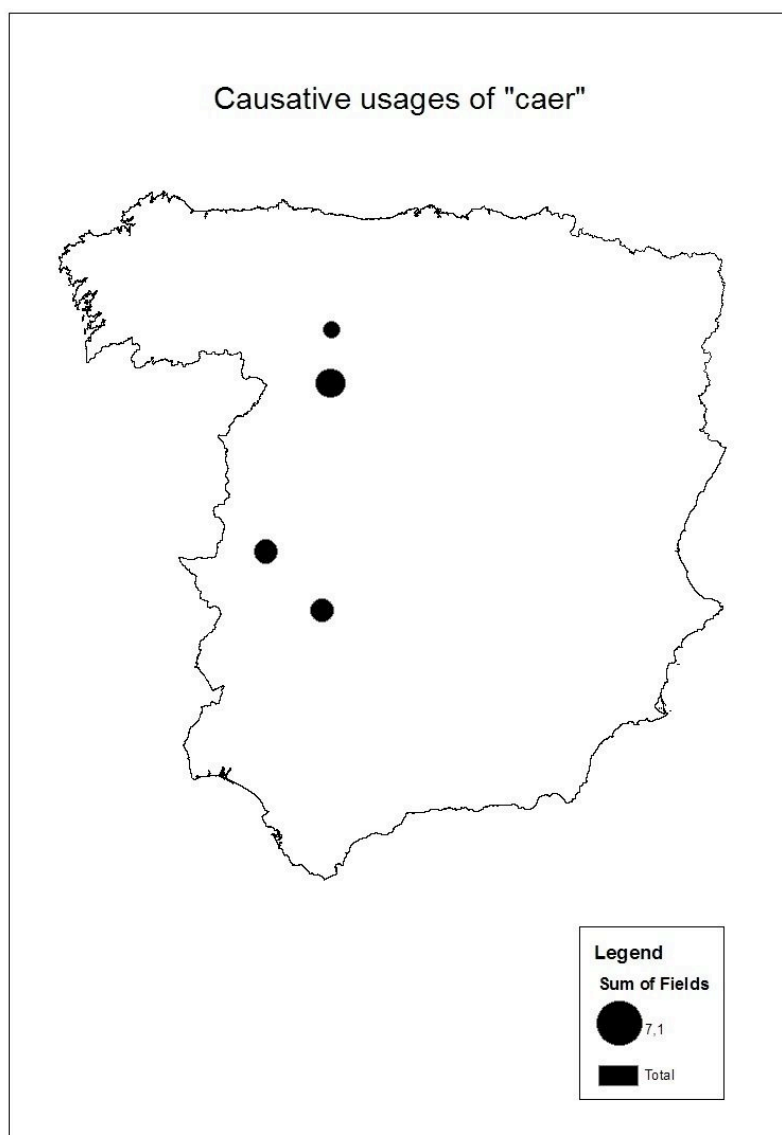 Causative usages of "caer"
Legend
Sum of Fields
7,1
Total